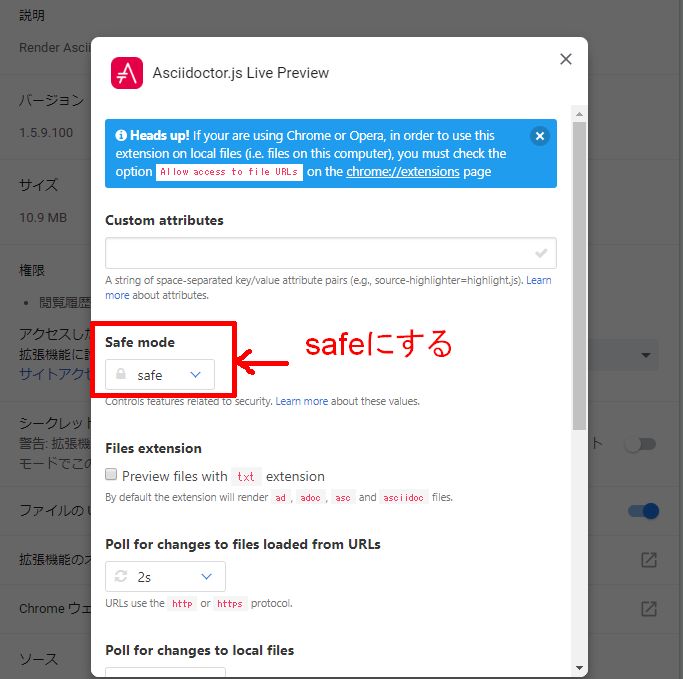 説明
Render Ascii
バージョン
1.5.9.100
サイズ
10.9 MB
権限
閲覧履歴
アクセスした
拡張機能に
サイトアクセ
シークレット
警告: 拡張機
ト
モードでこの
ファイルの U
拡張機能の
Chrome ウェ
ソース
Asciidoctor.js Live Preview
Heads up! If your are using Chrome or Opera, in order to use this
extension on local files (i.e. files on this computer), you must check the
option Allow access to file URLs on the chrome://extensions page
Custom attributes
A string of space-separated key/value attribute pairs (e.g., source-highlighter=highlight.js). Learn
more about attributes.
Safe mode
safe
safeにする
Controls features related to security. Learn more about these values.
Files extension
Preview files with txt extension
By default the extension will render ad , adoc , asc and asciidoc files.
Poll for changes to files loaded from URLs
2s
URLs use the http or https protocol.
Poll for changes to local files